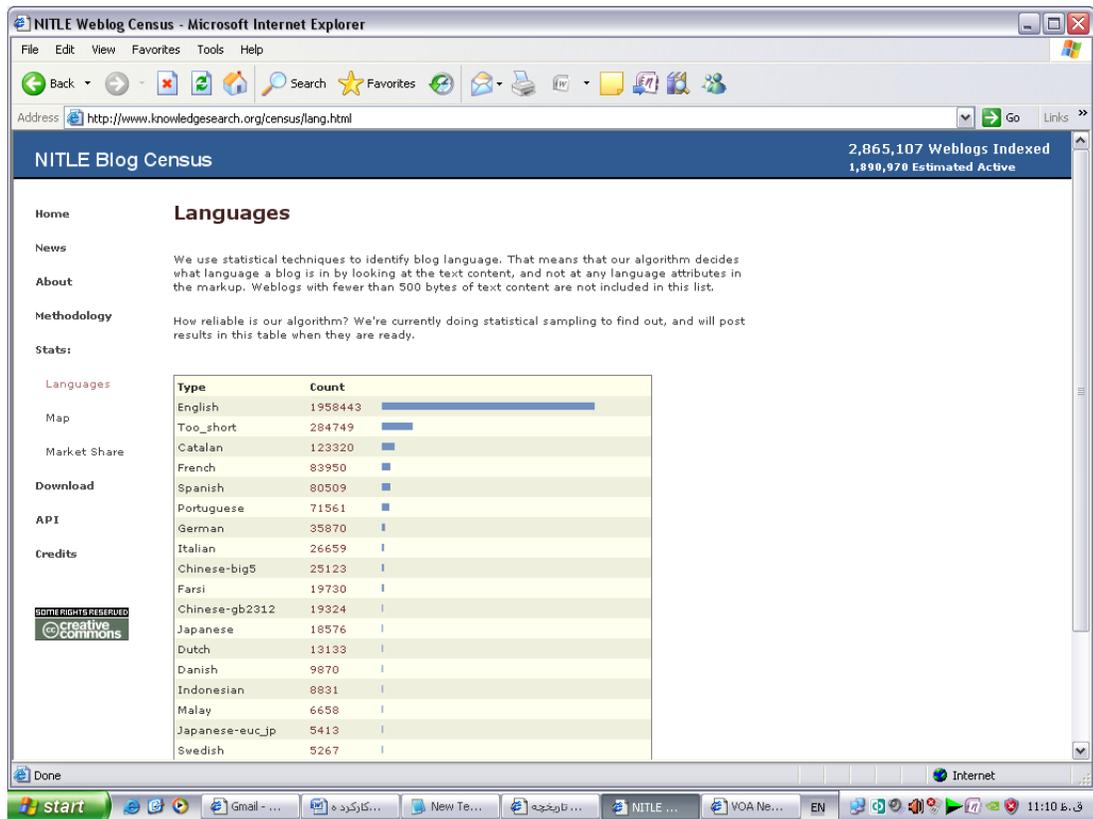 NITLE Weblog Census - Microsoft Internet Explorer
File Edit View Favorites Tools Help
Back Search Favorites
Address http://www.knowledgesearch.org/census/lang.html Go Links »
NITLE Blog Census
2,865,107 Weblogs Indexed
1,890,970 Estimated Active
Home
News
About
Methodology
Stats:
Languages
Map
Market Share
Download
API
Credits
SOME RIGHTS RESERVED
cc creative
commons
Languages
We use statistical techniques to identify blog language. That means that our algorithm decides
what language a blog is in by looking at the text content, and not at any language attributes in
the markup. Weblogs with fewer than 500 bytes of text content are not included in this list.
How reliable is our algorithm? We're currently doing statistical sampling to find out, and will post
results in this table when they are ready.
Type Count
English 1958443
Too_short 284749
Catalan 123320
French 83950
Spanish 80509
Portuguese 71561
German 35870
Italian 26659
Chinese-big5 25123
Farsi 19730
Chinese-gb2312 19324
Japanese 18576
Dutch 13133
Danish 9870
Indonesian 8831
Malay 6658
Japanese-euc_jp 5413
Swedish 5267
Done Internet
start Gmail - ... کارکرد ه... New Te... تاریخچه ... NITLE ... VOA Ne... EN 11:10 ق.ظ